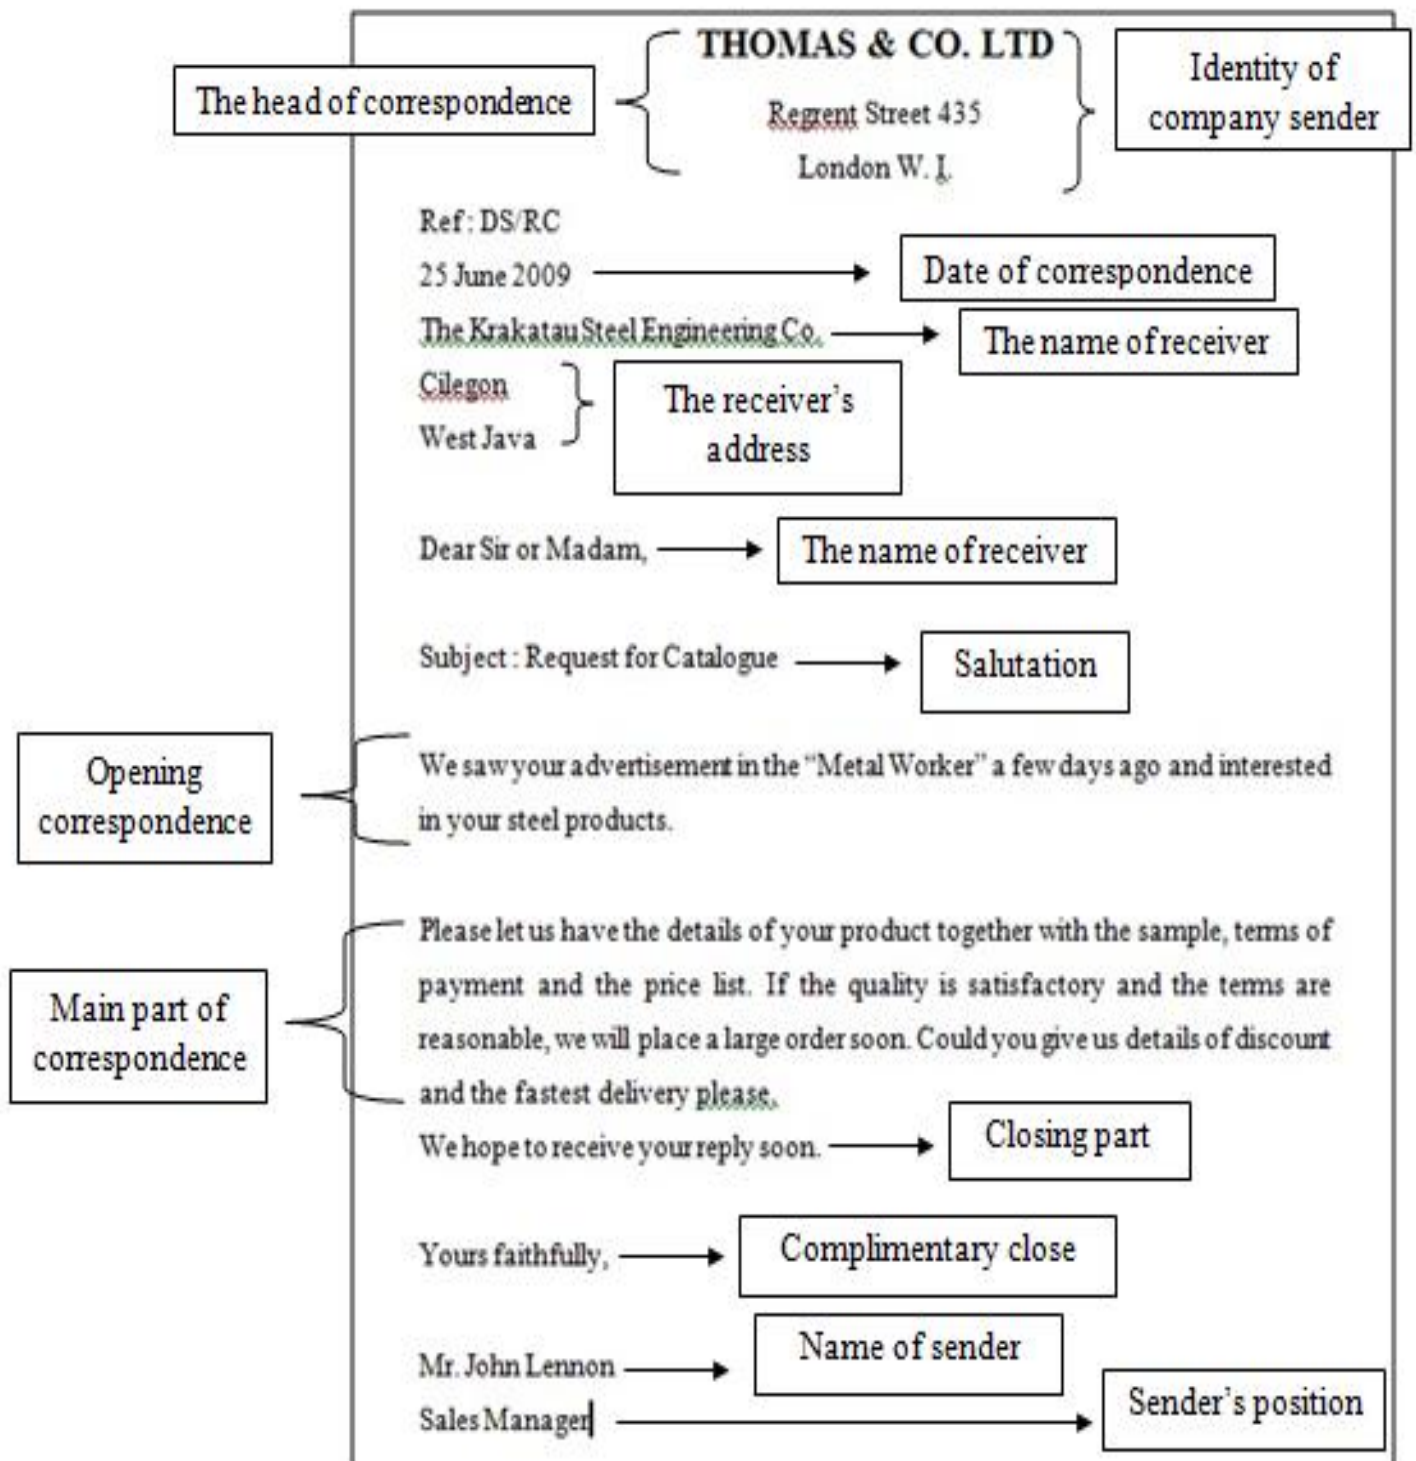 THOMAS & CO. LTD
The head of correspondence
Identity of
company sender
Regrent Street 435
London W. I.
Ref : DS/RC
25 June 2009
Date of correspondence
The Krakatau Steel Engineering Co.
The name of receiver
Cilegon
West Java
The receiver's
address
Dear Sir or Madam,
The name of receiver
Subject : Request for Catalogue
Salutation
Opening
correspondence
We saw your advertisement in the “Metal Worker” a few days ago and interested
in your steel products.
Main part of
correspondence
Please let us have the details of your product together with the sample, terms of
payment and the price list. If the quality is satisfactory and the terms are
reasonable, we will place a large order soon. Could you give us details of discount
and the fastest delivery please.
We hope to receive your reply soon.
Closing part
Yours faithfully,
Complimentary close
Mr. John Lennon
Name of sender
Sales Manager
Sender's position